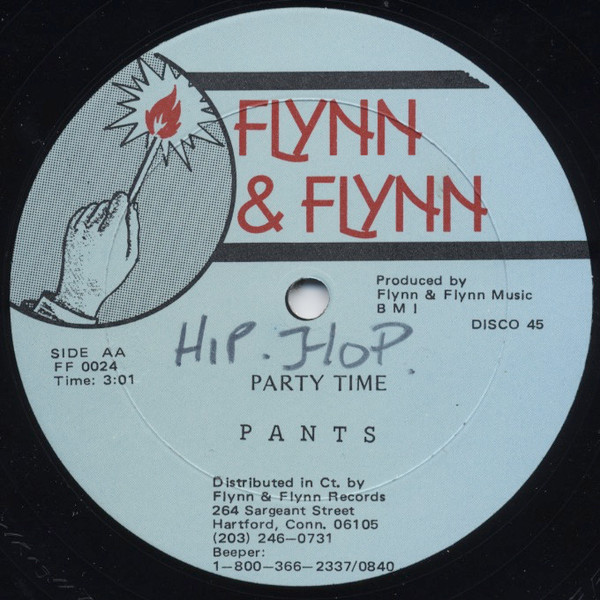 FLYNN
& FLYNN
Produced by
Flynn & Flynn Music
B M I
DISCO 45
SIDE AA
FF 0024
Time: 3:01
HIP. HOP.
PARTY TIME
PANTS
Distributed in Ct. by
Flynn & Flynn Records
264 Sargeant Street
Hartford, Conn. 06105
(203) 246-0731
Beeper:
1-800-366-2337/0840